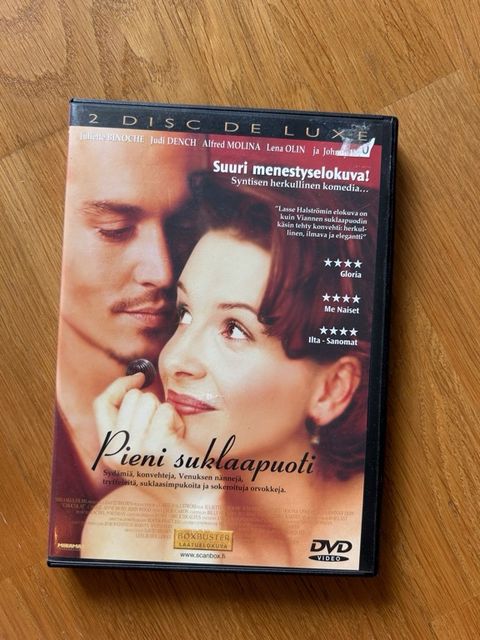 2 DISC DE LUXE
Juliette BINOCHE Judi DENCH Alfred MOLINA Lena OLIN ja
Suuri menestyselokuva!
Syntisen herkullinen komedia...
"Lasse Halströmin elokuva on
kuin Viannen suklaapuodin
käsin tehty konvehti: herkul-
linen, ilmava ja elegantti"
★★★★
Gloria
★★★★
Me Naiset
★★★★
Ilta - Sanomat
Pieni suklaapuoti
Sydämiä, konvehteja, Venuksen nännejä,
tryffeleitä, suklaasimpukoita ja sokeroituja orvokkeja.
MIRAMAX
BOXBUSTER
LAATUELOKUVA
www.scanbox.fi
DVD
VIDEO